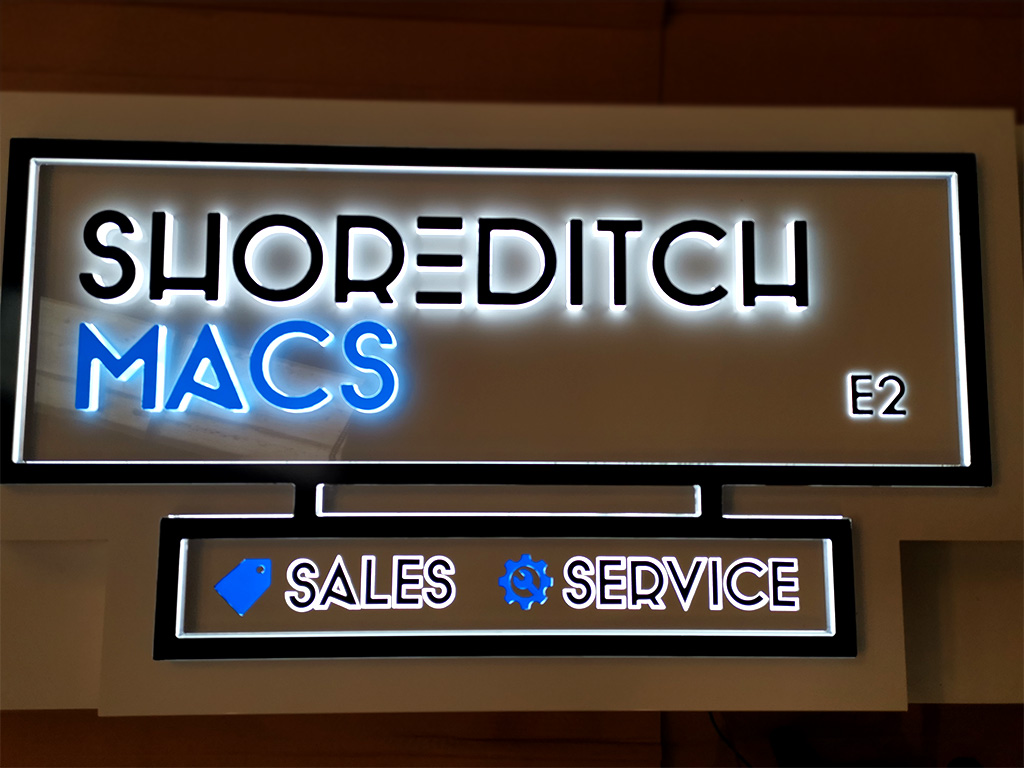 SHOREDITCH
MACS
E2
SALES SERVICE